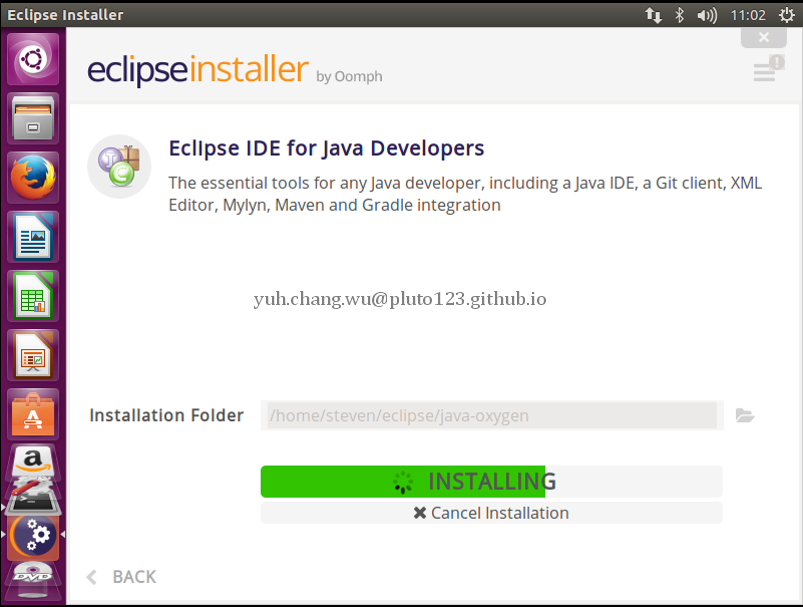 Eclipse Installer
11:02
eclipseinstaller by Oomph
EclIpse IDE for Java Developers
The essential tools for any Java developer, including a Java IDE, a Git client, XML
Editor, Mylyn, Maven and Gradle integration
yuh.chang.wu@pluto123.github.io
Installation Folder /home/steven/eclipse/java-oxygen
INSTALLING
Cancel Installation
BACK